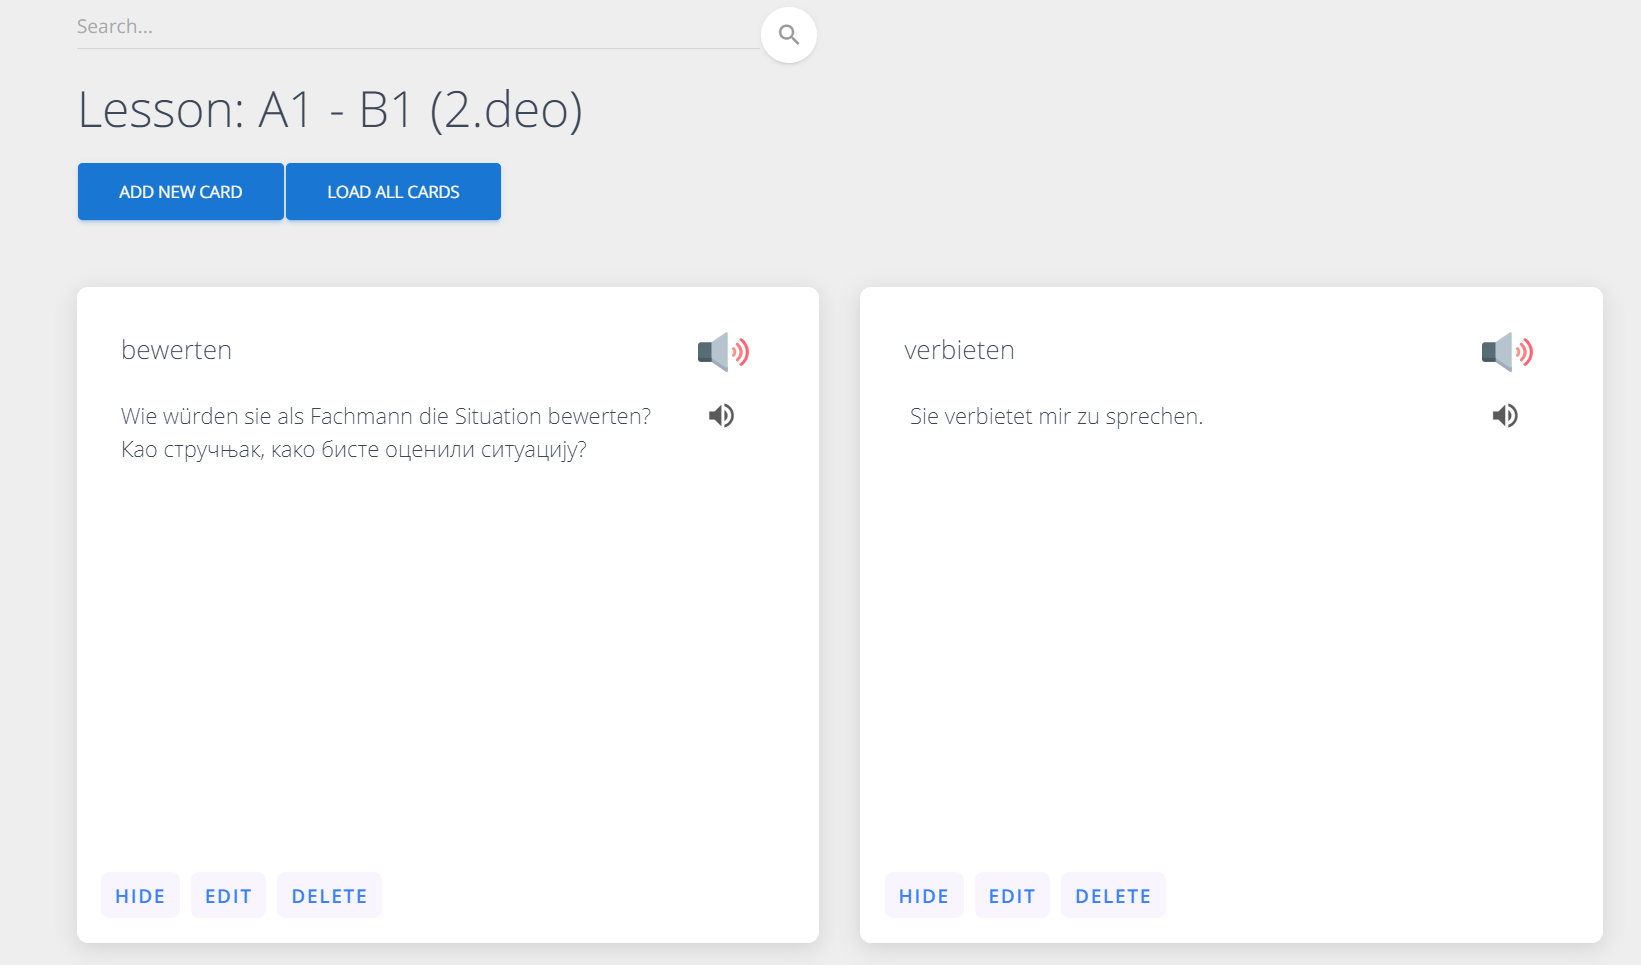 Search...
Lesson: A1 - B1 (2.deo)
ADD NEW CARD
LOAD ALL CARDS
bewerten
Wie würden sie als Fachmann die Situation bewerten?
Као стручњак, како бисте оценили ситуацију?
HIDE
EDIT
DELETE
verbieten
Sie verbietet mir zu sprechen.
HIDE
EDIT
DELETE